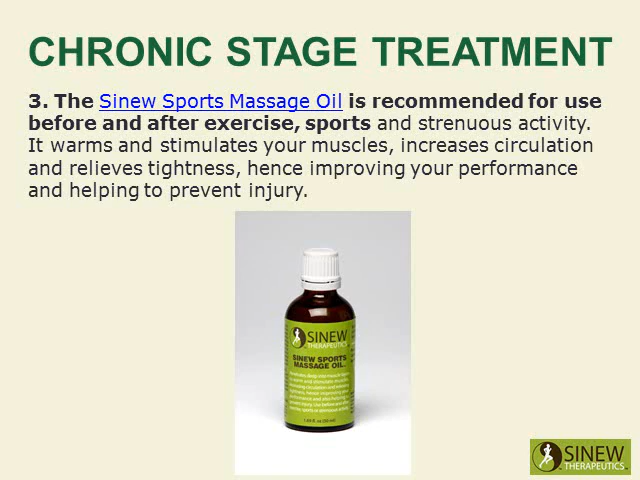 CHRONIC STAGE TREATMENT
3. The Sinew Sports Massage Oil is recommended for use
before and after exercise, sports and strenuous activity.
It warms and stimulates your muscles, increases circulation
and relieves tightness, hence improving your performance
and helping to prevent injury.
SINEW
THERAPEUTICS
SINEW SPORTS
MASSAGE OIL
SINEW
THERAPEUTICS